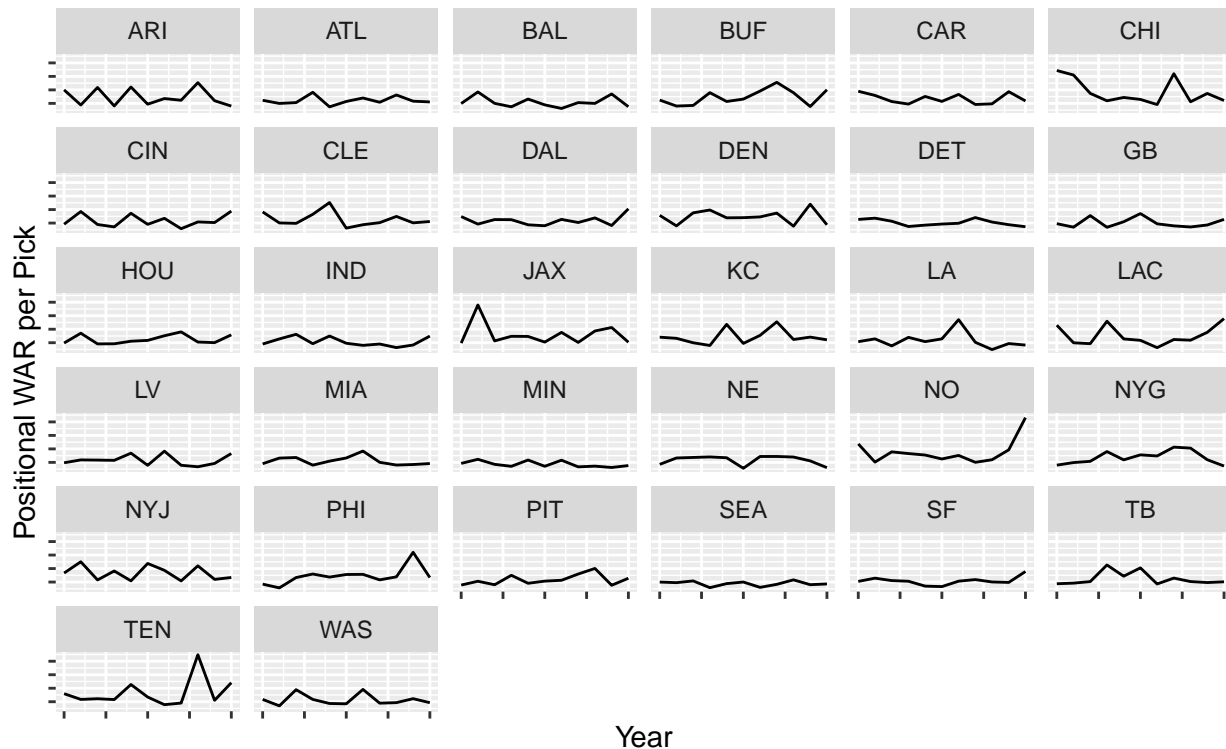 ARI ATL BAL BUF CAR CHI
CIN CLE DAL DEN DET GB
HOU IND JAX KC LA LAC
LV MIA MIN NE NO NYG
NYJ PHI PIT SEA SF TB
TEN WAS
Positional WAR per Pick
Year